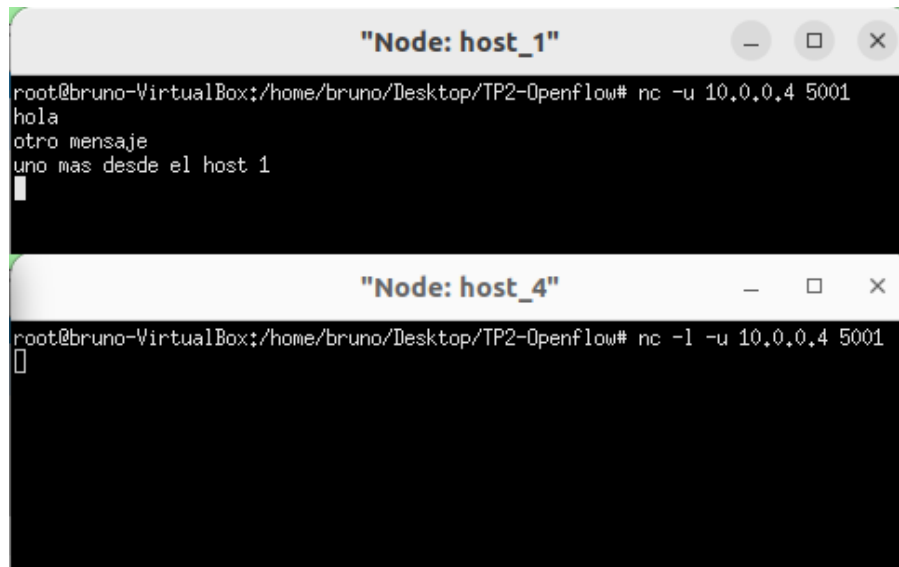 "Node: host_1"
root@bruno-VirtualBox:/home/bruno/Desktop/TP2-Openflow# nc -u 10.0.0.4 5001
hola
otro mensaje
uno mas desde el host 1
"Node: host_4"
root@bruno-VirtualBox:/home/bruno/Desktop/TP2-Openflow# nc -l -u 10.0.0.4 5001